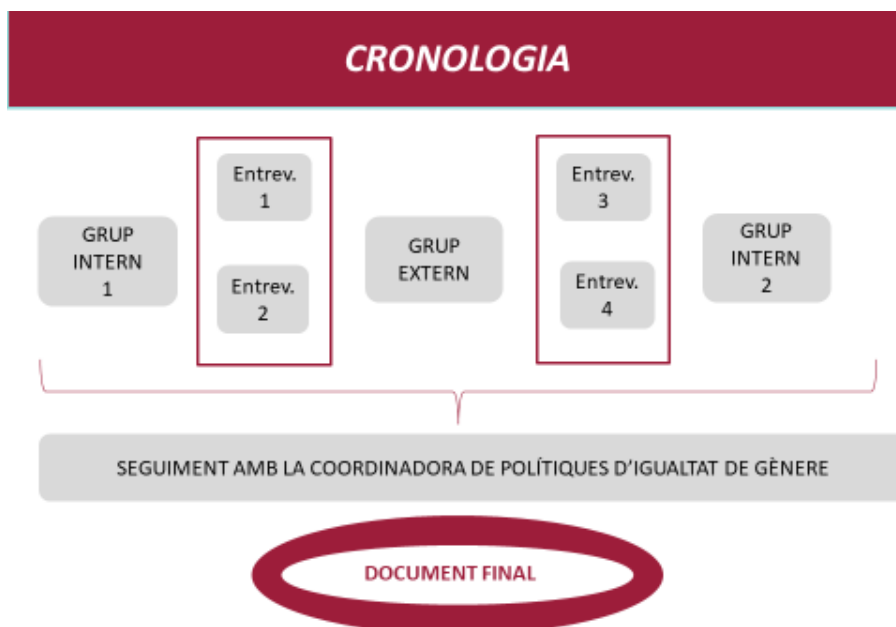 CRONOLOGIA
GRUP
INTERN
1
Entrev.
1
Entrev.
2
GRUP
EXTERN
Entrev.
3
Entrev.
4
GRUP
INTERN
2
SEGUIMENT AMB LA COORDINADORA DE POLÍTIQUES D'IGUALTAT DE GÈNERE
DOCUMENT FINAL